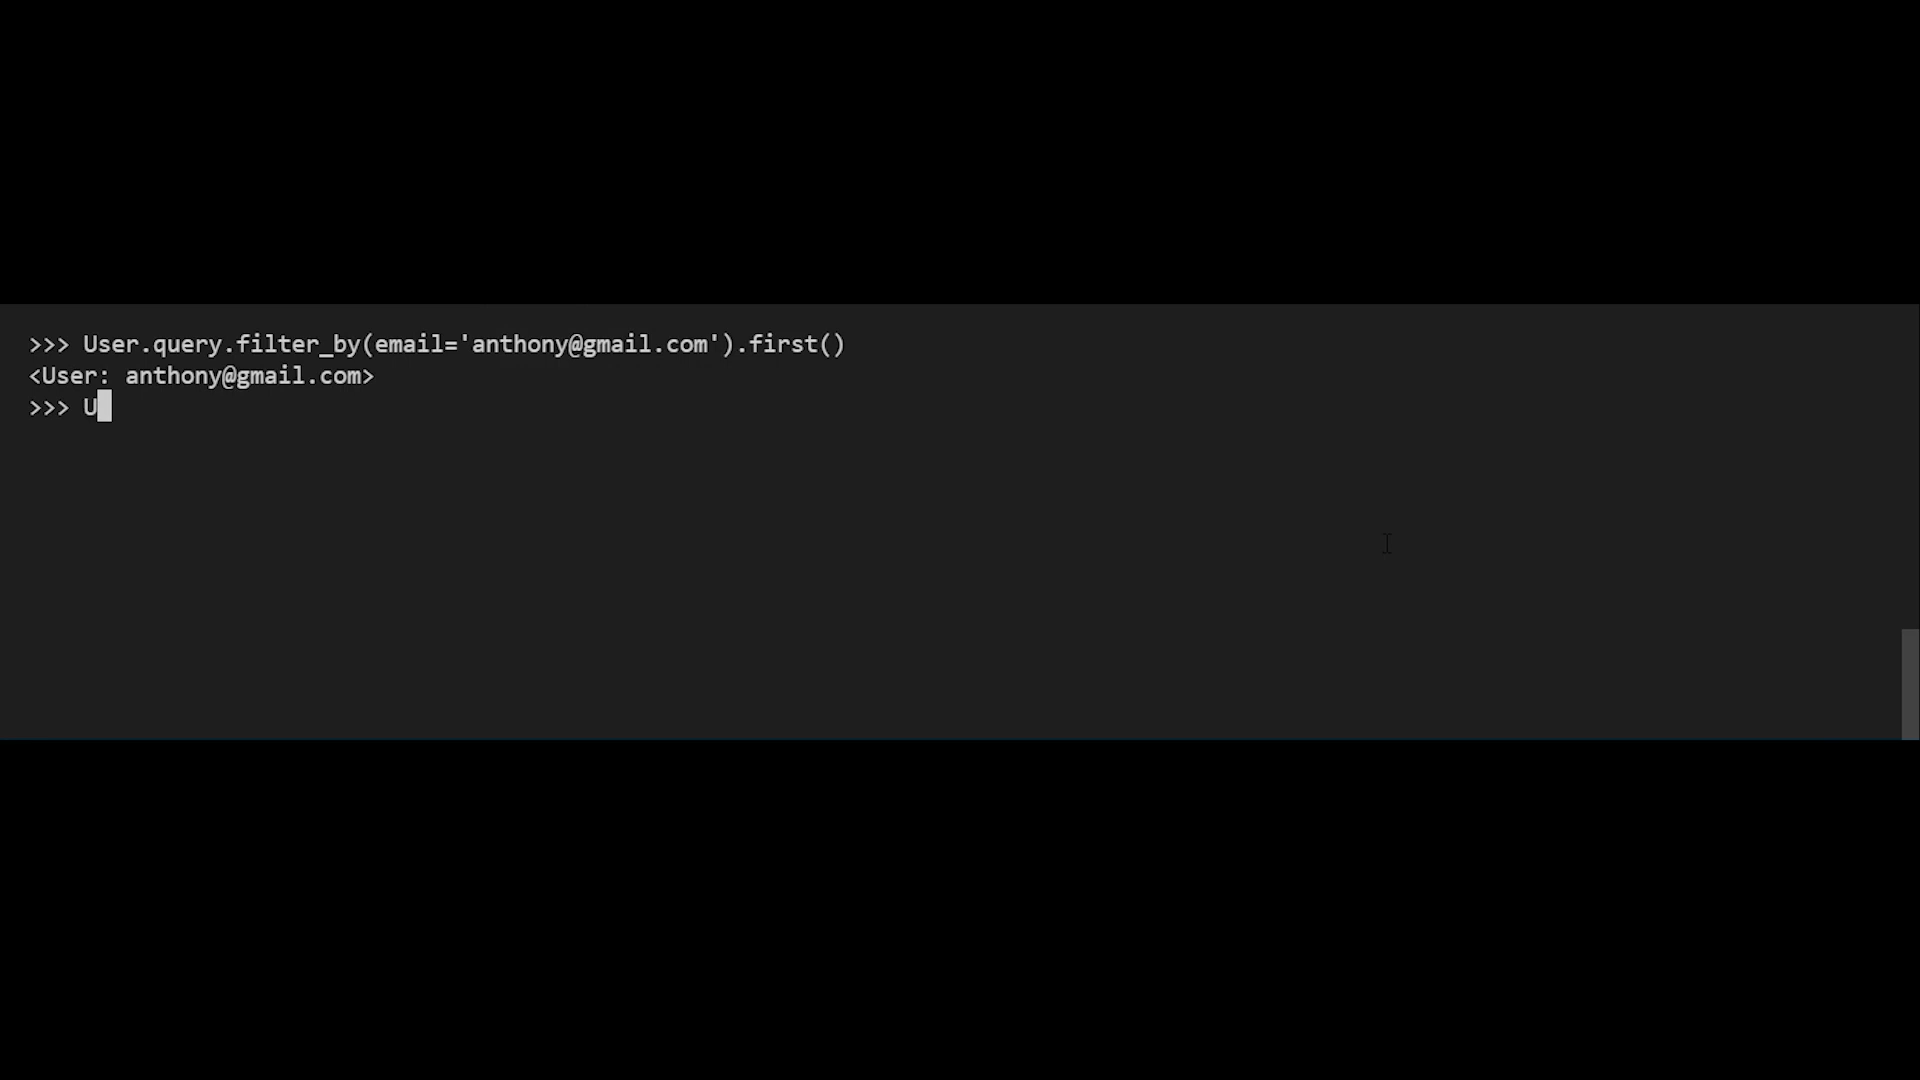 >>> User.query.filter_by(email='anthony@gmail.com').first()
<User: anthony@gmail.com>
>>> U